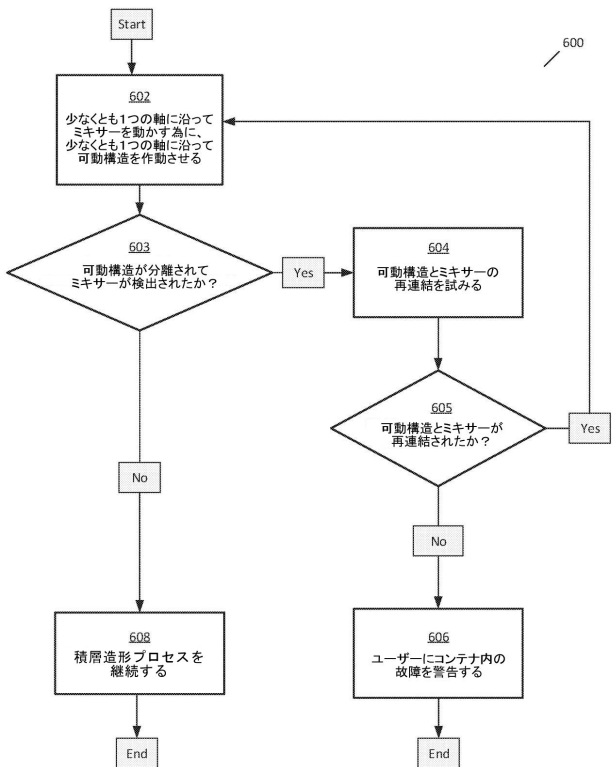 Start
600
602
少なくとも1つの軸に沿って
ミキサーを動かす為に、
少なくとも1つの軸に沿って
可動構造を作動させる
603
可動構造が分離されて
ミキサーが検出されたか？
Yes
604
可動構造とミキサーの
再連結を試みる
605
可動構造とミキサーが
再連結されたか？
Yes
No
No
608
積層造形プロセスを
継続する
606
ユーザーにコンテナ内の
故障を警告する
End
End